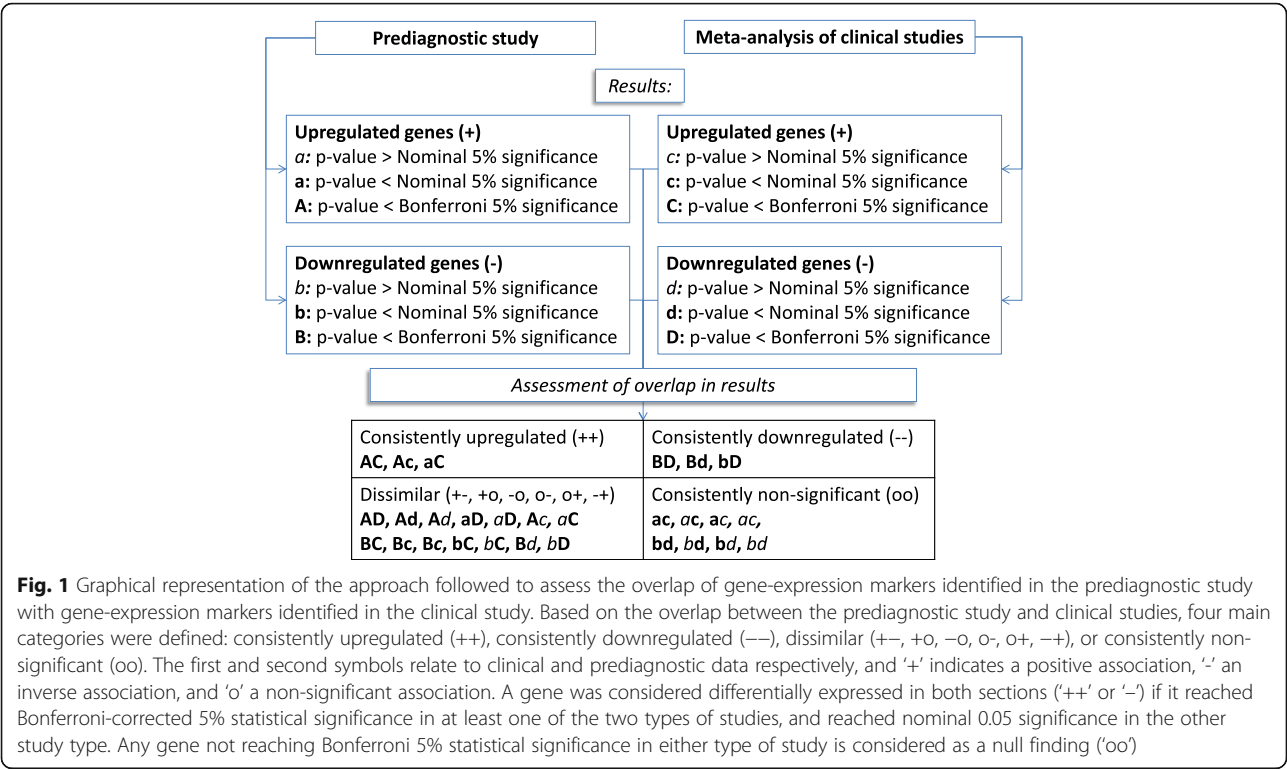 Prediagnostic study
Meta-analysis of clinical studies
Results:
Upregulated genes (+)
a: p-value > Nominal 5% significance
a: p-value < Nominal 5% significance
A: p-value < Bonferroni 5% significance
Upregulated genes (+)
c: p-value > Nominal 5% significance
c: p-value < Nominal 5% significance
C: p-value < Bonferroni 5% significance
Downregulated genes (-)
b: p-value > Nominal 5% significance
b: p-value < Nominal 5% significance
B: p-value < Bonferroni 5% significance
Downregulated genes (-)
d: p-value > Nominal 5% significance
d: p-value < Nominal 5% significance
D: p-value < Bonferroni 5% significance
Assessment of overlap in results
Consistently upregulated (++)
AC, Ac, aC
Consistently downregulated (--)
BD, Bd, bD
Dissimilar (+-, +o, -o, o-, o+, -+)
AD, Ad, Ad, aD, aD, Ac, aC
BC, Bc, Bc, bC, bC, Bd, bD
Consistently non-significant (oo)
ac, ac, ac, ac,
bd, bd, bd, bd
Fig. 1 Graphical representation of the approach followed to assess the overlap of gene-expression markers identified in the prediagnostic study
with gene-expression markers identified in the clinical study. Based on the overlap between the prediagnostic study and clinical studies, four main
categories were defined: consistently upregulated (++), consistently downregulated (−−), dissimilar (+−, +o, −o, o-, o+, −+), or consistently non-
significant (oo). The first and second symbols relate to clinical and prediagnostic data respectively, and ‘+’ indicates a positive association, ‘-’ an
inverse association, and ‘o’ a non-significant association. A gene was considered differentially expressed in both sections (‘++’ or ‘–’) if it reached
Bonferroni-corrected 5% statistical significance in at least one of the two types of studies, and reached nominal 0.05 significance in the other
study type. Any gene not reaching Bonferroni 5% statistical significance in either type of study is considered as a null finding (‘oo’)